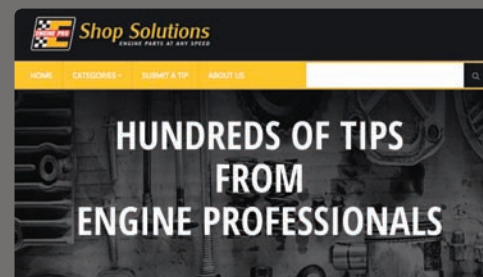 ENGINE PRO
Shop Solutions
ENGINE PARTS AT ANY SPEED
HOME CATEGORIES SUBMIT A TIP ABOUT US
HUNDREDS OF TIPS
FROM
ENGINE PROFESSIONALS